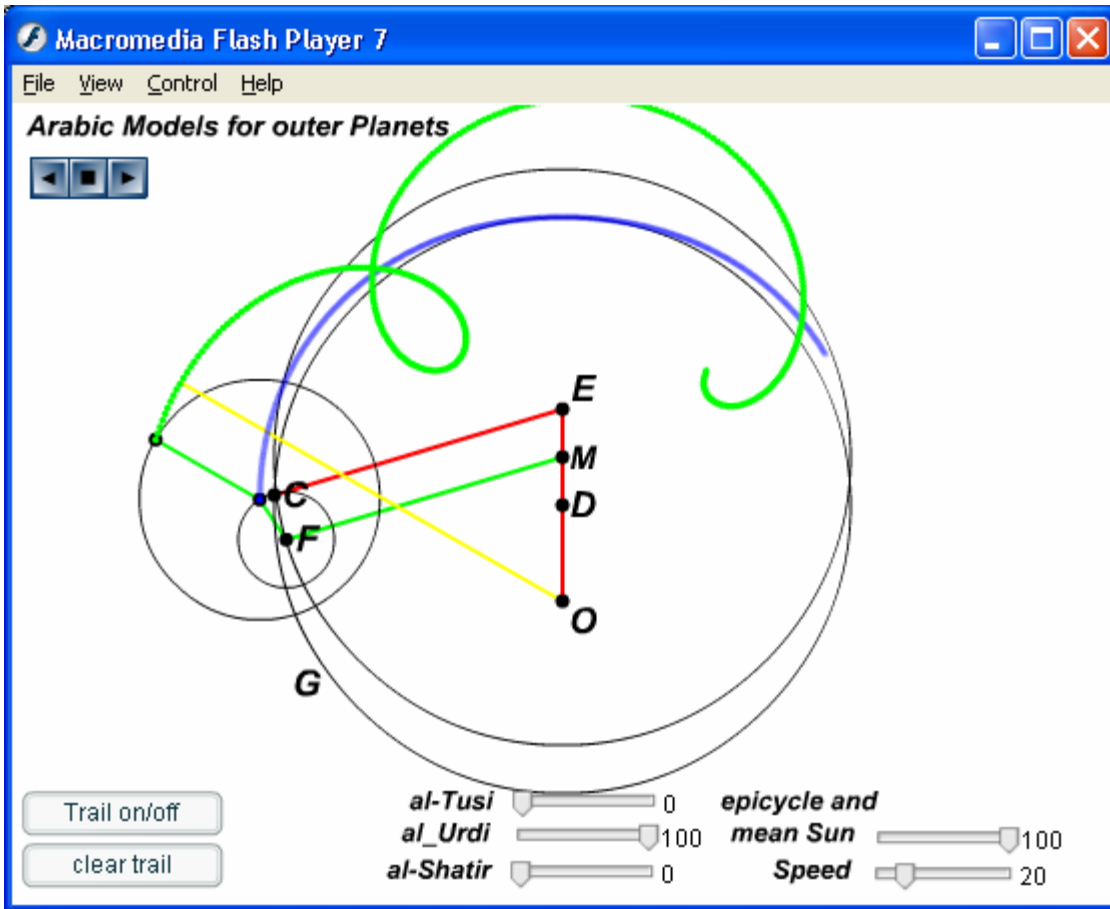 Macromedia Flash Player 7
File View Control Help
Arabic Models for outer Planets
E
M
C
D
F
O
G
al-Tusi 0 epicycle and
Trail on/off
al_Urdi 100 mean Sun 100
clear trail
al-Shatir 0 Speed 20